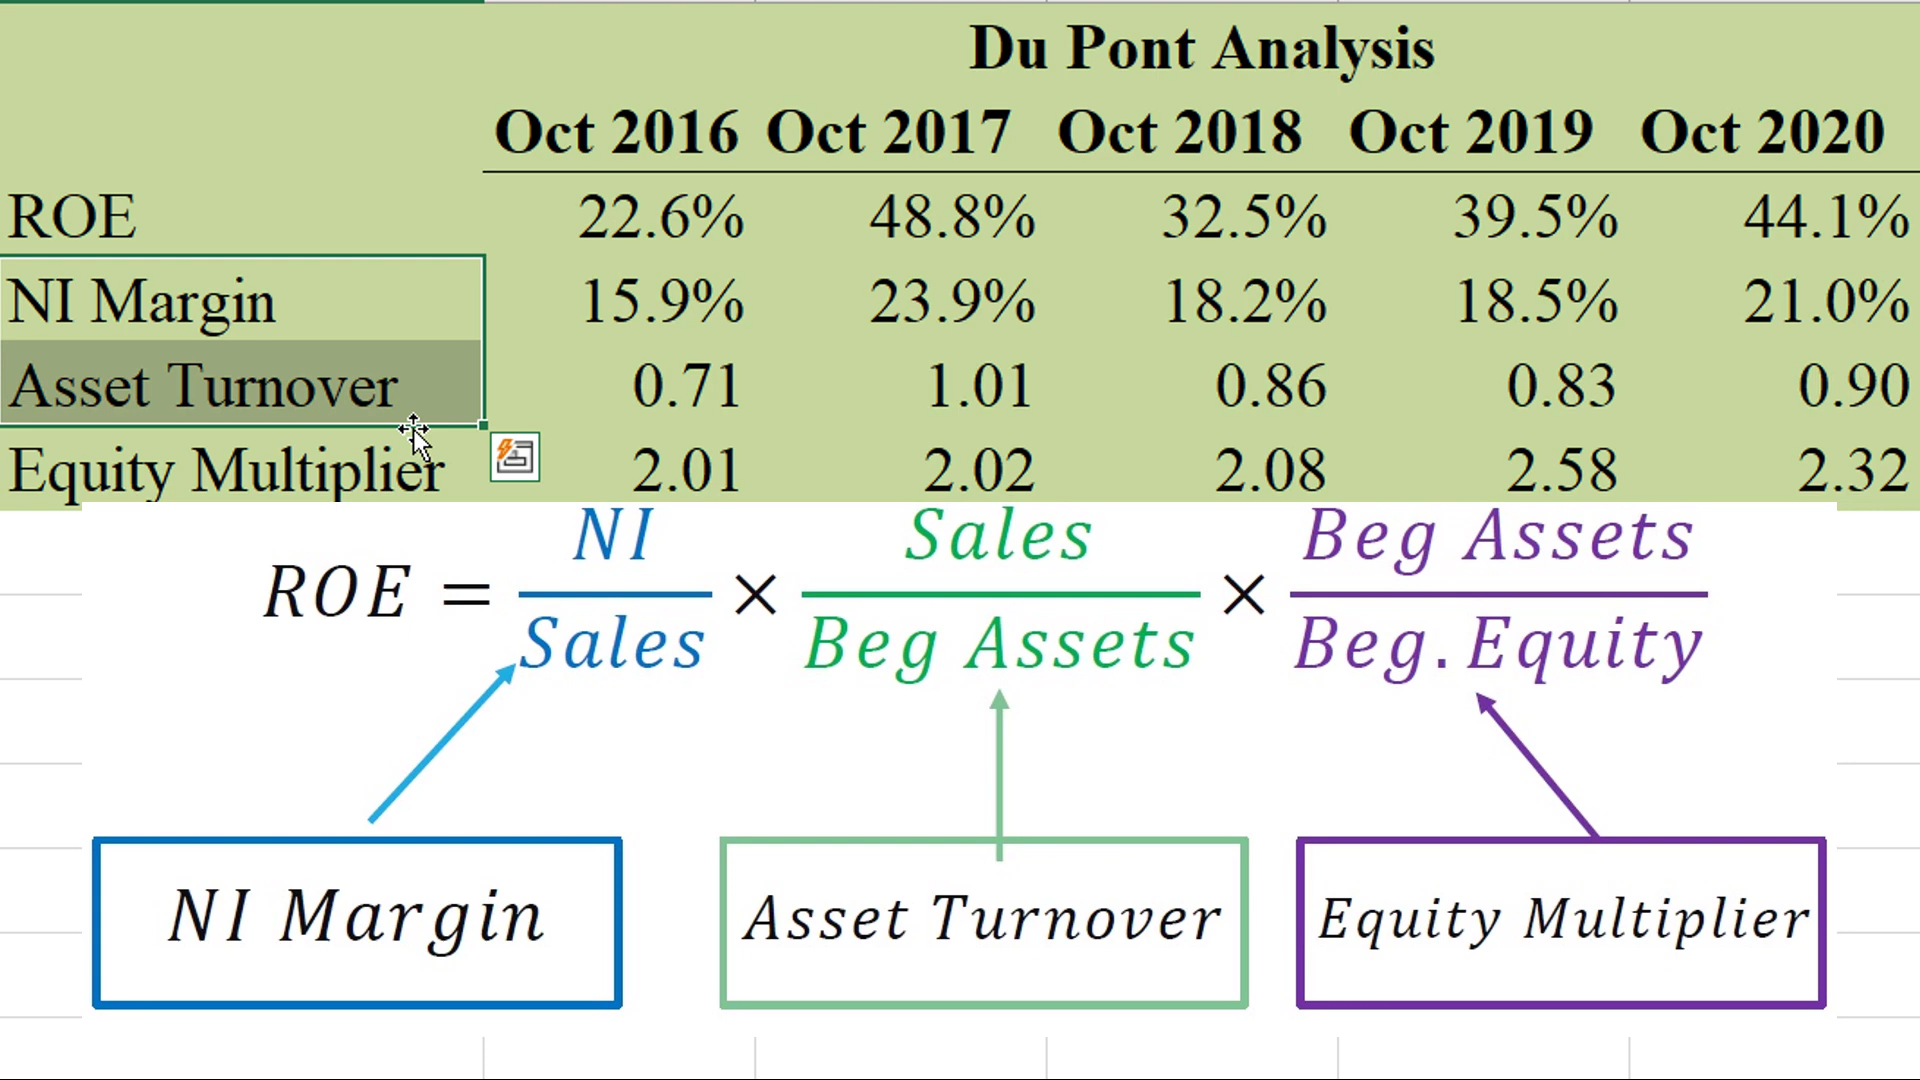 Du Pont Analysis
Oct 2016 Oct 2017 Oct 2018 Oct 2019 Oct 2020
ROE 22.6% 48.8% 32.5% 39.5% 44.1%
NI Margin 15.9% 23.9% 18.2% 18.5% 21.0%
Asset Turnover 0.71 1.01 0.86 0.83 0.90
Equity Multiplier 2.01 2.02 2.08 2.58 2.32
NI Sales Beg Assets
ROE = × ×
Sales Beg Assets Beg. Equity
NI Margin Asset Turnover Equity Multiplier